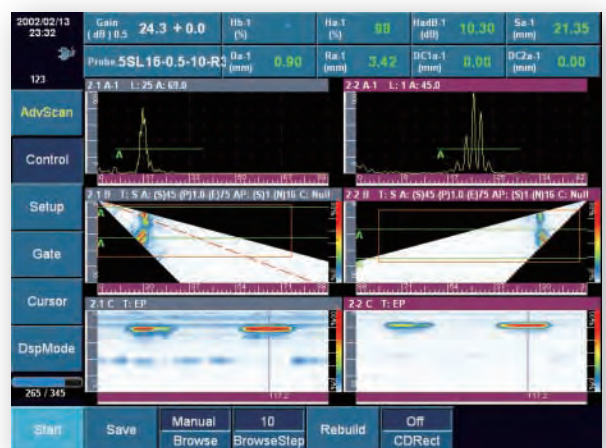 2002/02/13
23:32
123
Gain (dB) 0.5 24.3 + 0.0
Hb-1 (%)
Ha-1 (%) 88
HadB-1 (dB) 10.30
Sa-1 (mm) 21.35
Probe 5SL16-0.5-10-R3
Da-1 (mm) 0.90
Ra-1 (mm) 3.42
DC1a-1 (mm) 0.00
DC2a-1 (mm) 0.00
AdvScan
Control
Setup
Gate
Cursor
DspMode
265 / 345
2-1 A-1 L: 25 A: 69.0
A
2-2 A-1 L: 1 A: 45.0
A
2-1 B T: S A: (S)45-(P)1.0-(E)75 AP: (S)1-(N)16 C: Null
A
A
2-2 B T: S A: (S)45-(P)1.0-(E)75 AP: (S)1-(N)16 C: Null
A
A
2-1 C T: EP
117.2
2-2 C T: EP
117.2
Start
Save
Manual
Browse
10
BrowseStep
Rebuild
Off
CDRect